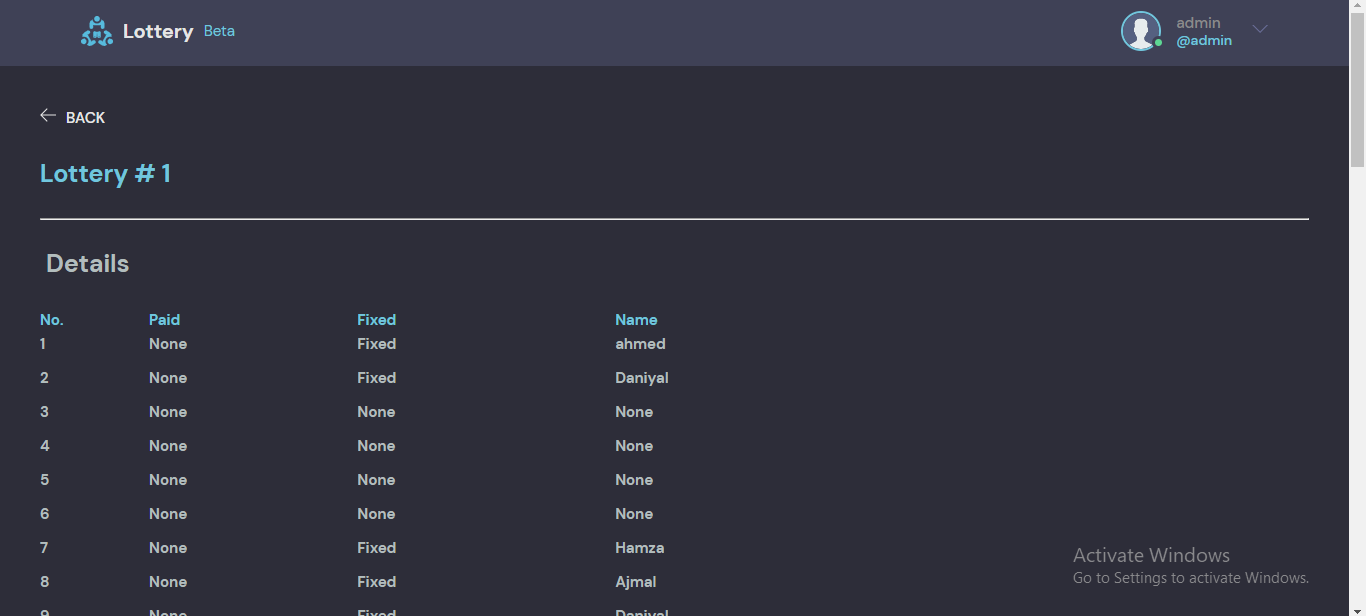 Lottery Beta
admin
@admin
BACK
Lottery # 1
Details
No. Paid Fixed Name
1 None Fixed ahmed
2 None Fixed Daniyal
3 None None None
4 None None None
5 None None None
6 None None None
7 None Fixed Hamza
8 None Fixed Ajmal
9 None Fixed Daniyal
Activate Windows
Go to Settings to activate Windows.